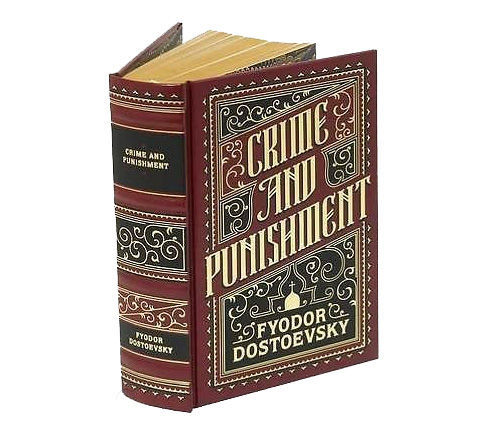 CRIME AND
PUNISHMENT
FYODOR
DOSTOEVSKY
CRIME
AND
PUNISHMENT
FYODOR
DOSTOEVSKY